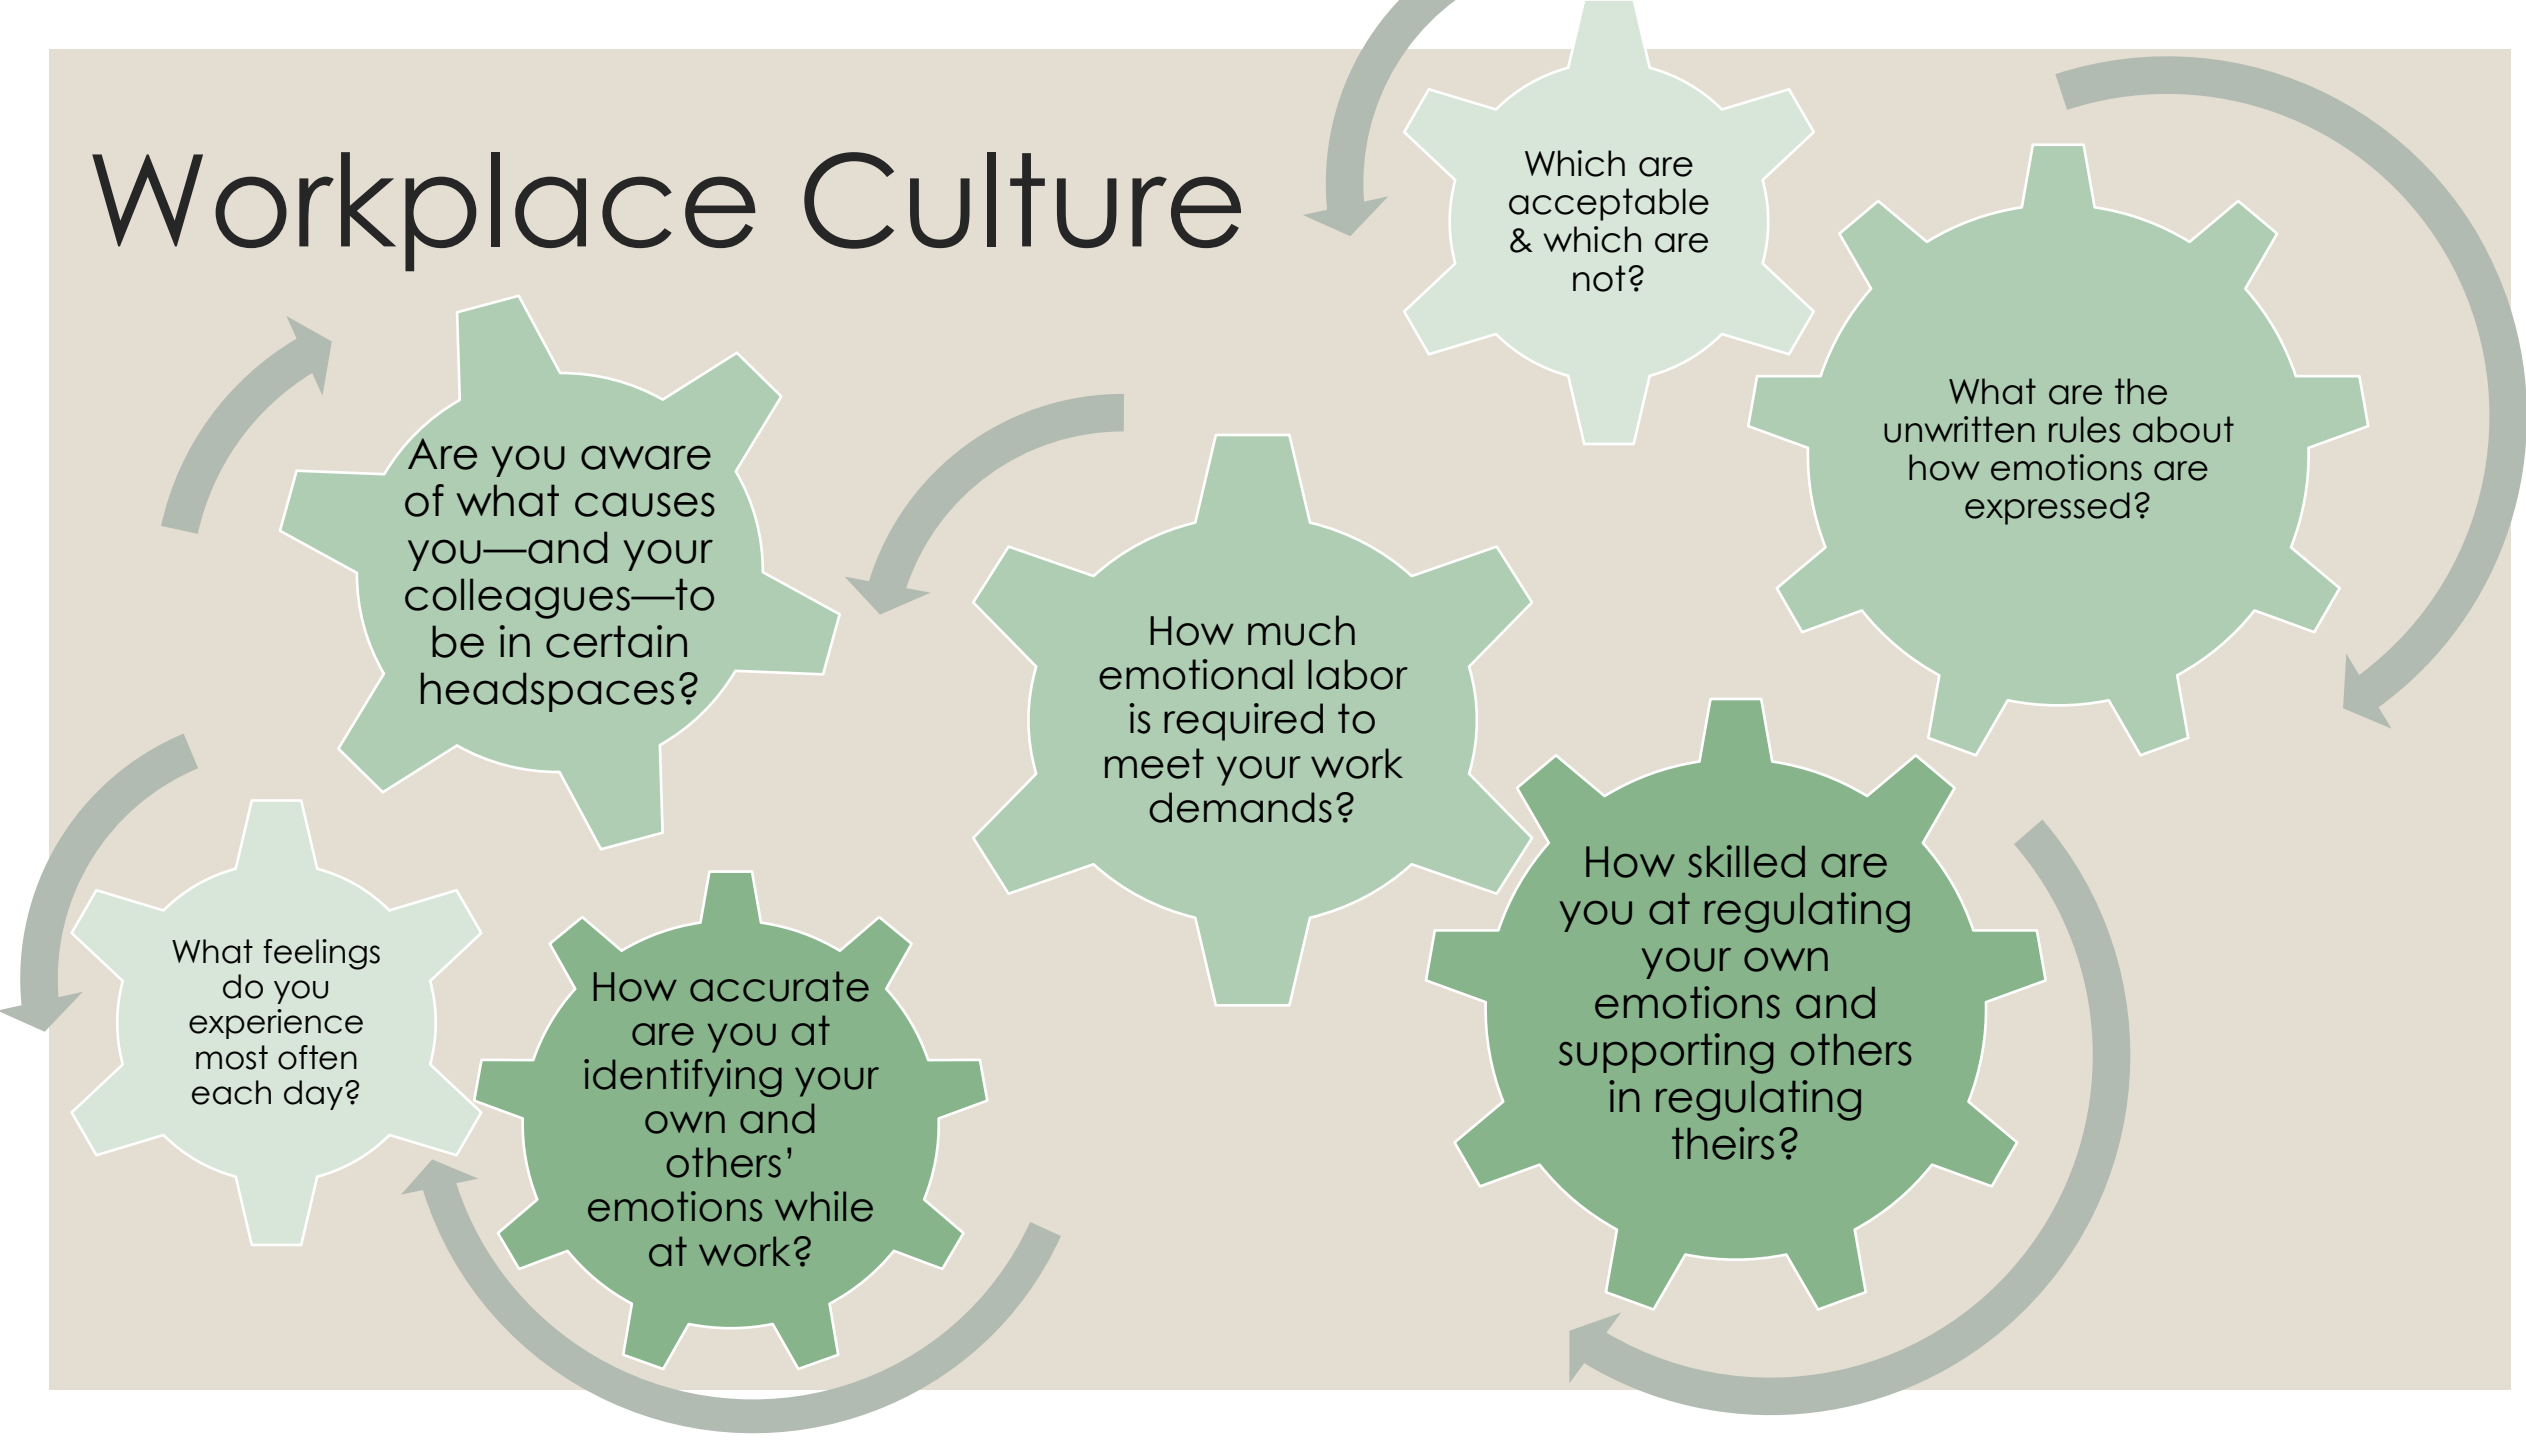 Workplace Culture
Which are
acceptable
& which are
not?
What are the
unwritten rules about
how emotions are
expressed?
Are you aware
of what causes
you—and your
colleagues—to
be in certain
headspaces?
How much
emotional labor
is required to
meet your work
demands?
How skilled are
you at regulating
your own
emotions and
supporting others
in regulating
theirs?
What feelings
do you
experience
most often
each day?
How accurate
are you at
identifying your
own and
others’
emotions while
at work?